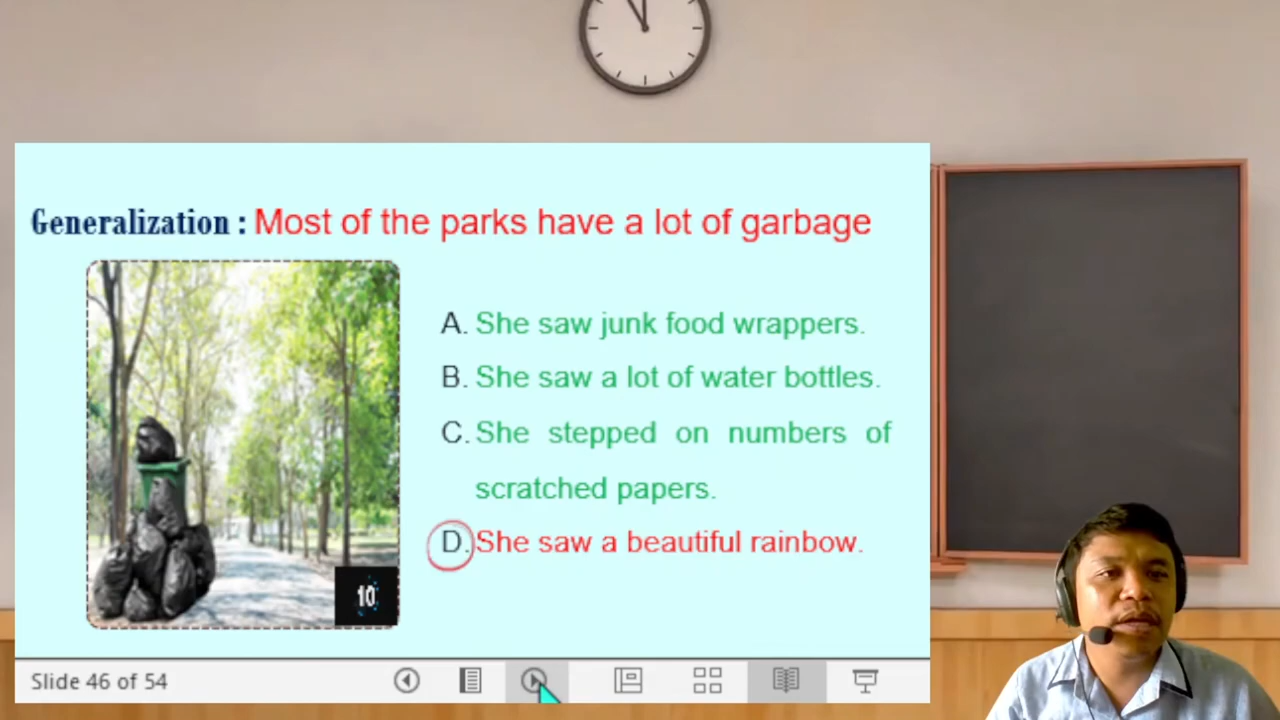 Generalization : Most of the parks have a lot of garbage
A. She saw junk food wrappers.
B. She saw a lot of water bottles.
C. She stepped on numbers of
scratched papers.
D. She saw a beautiful rainbow.
10
Slide 46 of 54